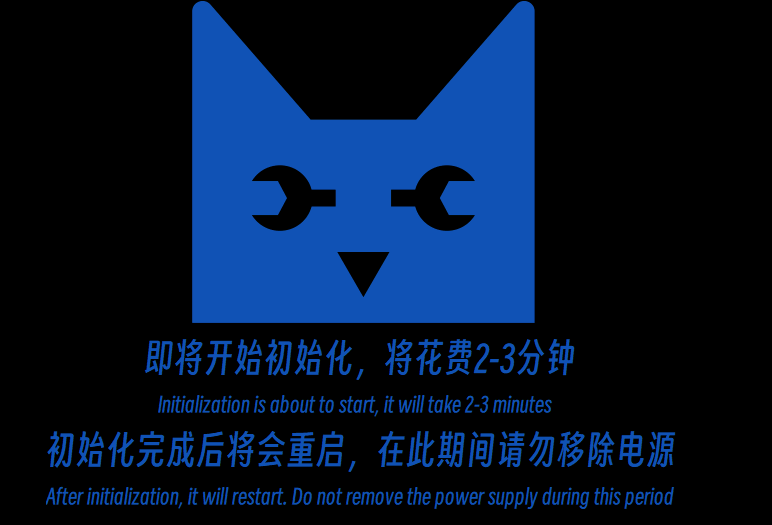 即将开始初始化，将花费2-3分钟
Initialization is about to start, it will take 2-3 minutes
初始化完成后将会重启，在此期间请勿移除电源
After initialization, it will restart. Do not remove the power supply during this period